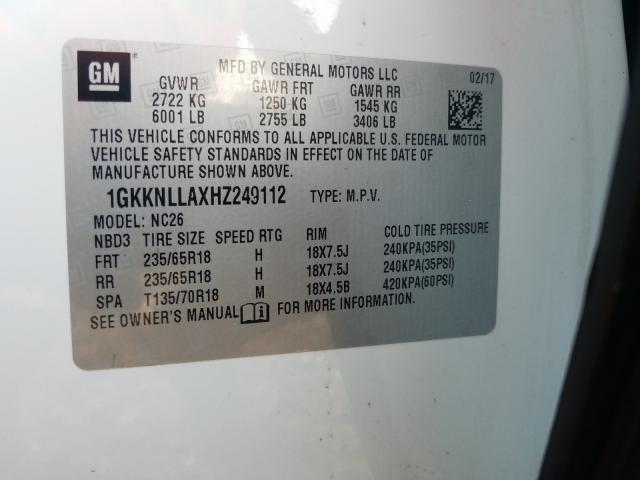 GM
MFD BY GENERAL MOTORS LLC 02/17
GVWR GAWR FRT GAWR RR
2722 KG 1250 KG 1545 KG
6001 LB 2755 LB 3406 LB
THIS VEHICLE CONFORMS TO ALL APPLICABLE U.S. FEDERAL MOTOR
VEHICLE SAFETY STANDARDS IN EFFECT ON THE DATE OF
MANUFACTURE SHOWN ABOVE.
1GKKNLLAXHZ249112 TYPE: M.P.V.
MODEL: NC26
NBD3 TIRE SIZE SPEED RTG RIM COLD TIRE PRESSURE
FRT 235/65R18 H 18X7.5J 240KPA(35PSI)
RR 235/65R18 H 18X7.5J 240KPA(35PSI)
SPA T135/70R18 M 18X4.5B 420KPA(60PSI)
SEE OWNER'S MANUAL FOR MORE INFORMATION.